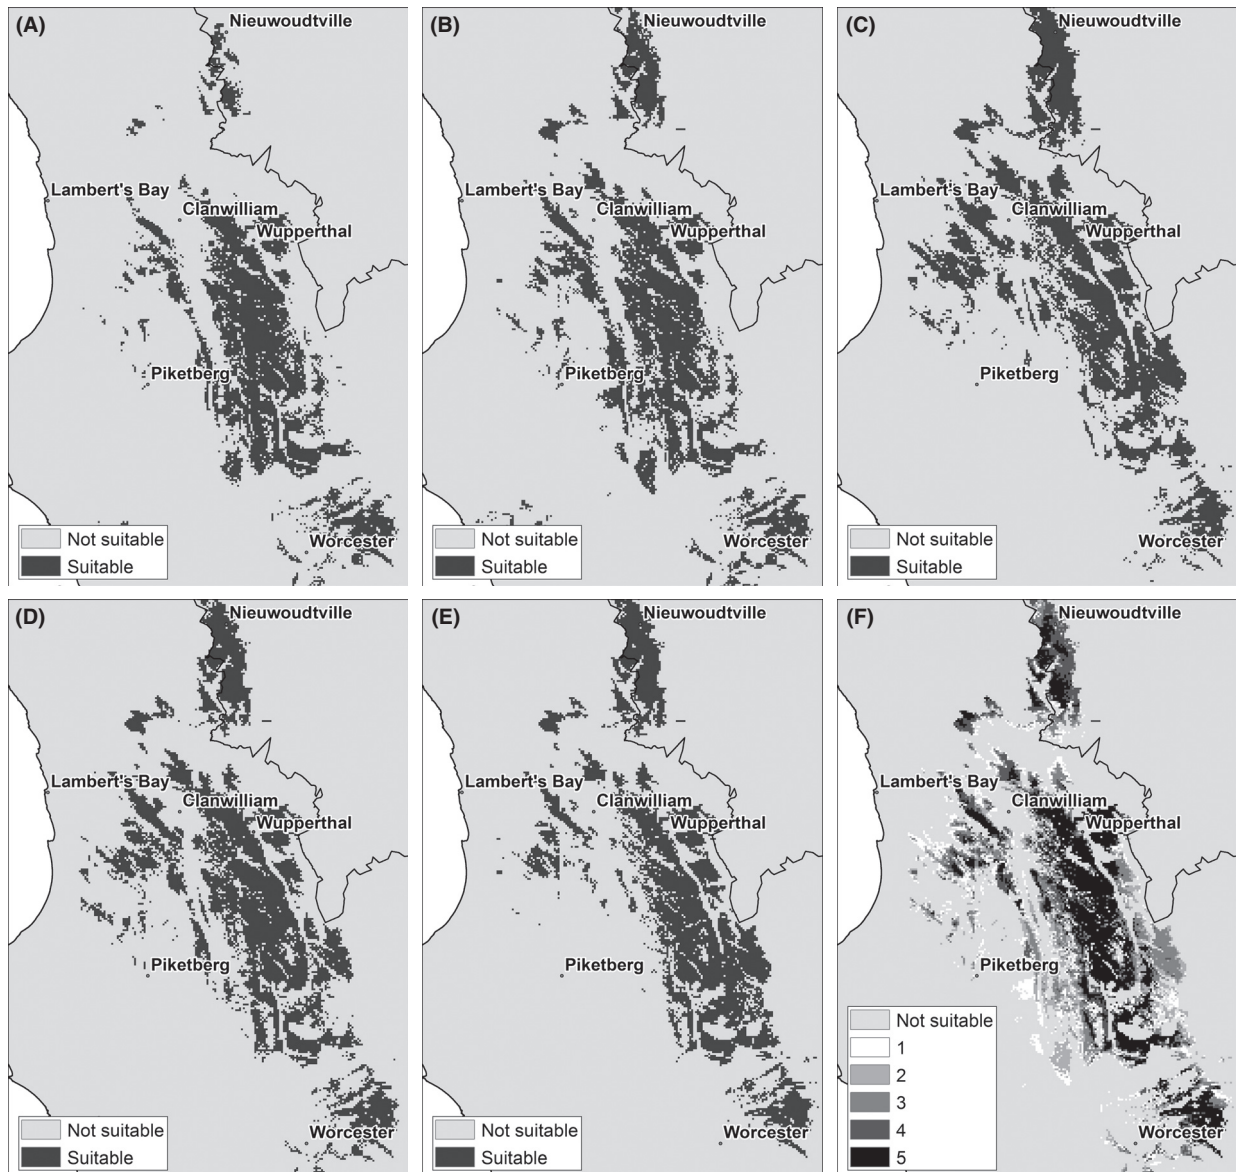 (A)
Nieuwoudtville
Lambert's Bay
Clanwilliam
Wupperthal
Piketberg
Worcester
Not suitable
Suitable
(B)
Nieuwoudtville
Lambert's Bay
Clanwilliam
Wupperthal
Piketberg
Worcester
Not suitable
Suitable
(C)
Nieuwoudtville
Lambert's Bay
Clanwilliam
Wupperthal
Piketberg
Worcester
Not suitable
Suitable
(D)
Nieuwoudtville
Lambert's Bay
Clanwilliam
Wupperthal
Piketberg
Worcester
Not suitable
Suitable
(E)
Nieuwoudtville
Lambert's Bay
Clanwilliam
Wupperthal
Piketberg
Worcester
Not suitable
Suitable
(F)
Nieuwoudtville
Lambert's Bay
Clanwilliam
Wupperthal
Piketberg
Worcester
Not suitable
1
2
3
4
5